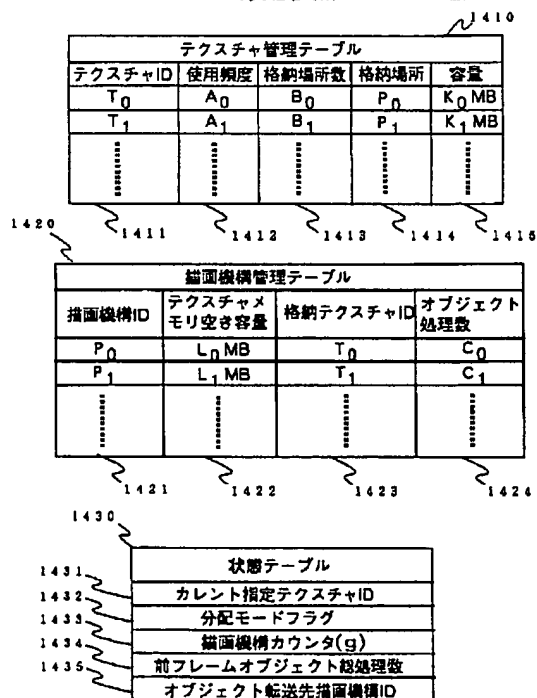 1410
テクスチャ管理テーブル
テクスチャID 使用頻度 格納場所数 格納場所 容量
T0 A0 B0 P0 K0 MB
T1 A1 B1 P1 K1 MB
1411 1412 1413 1414 1415
1420
描画機構管理テーブル
描画機構ID テクスチャメモリ空き容量 格納テクスチャID オブジェクト処理数
P0 L0 MB T0 C0
P1 L1 MB T1 C1
1421 1422 1423 1424
1430
状態テーブル
1431 カレント指定テクスチャID
1432 分配モードフラグ
1433 描画機構カウンタ(g)
1434 前フレームオブジェクト総処理数
1435 オブジェクト転送先描画機構ID